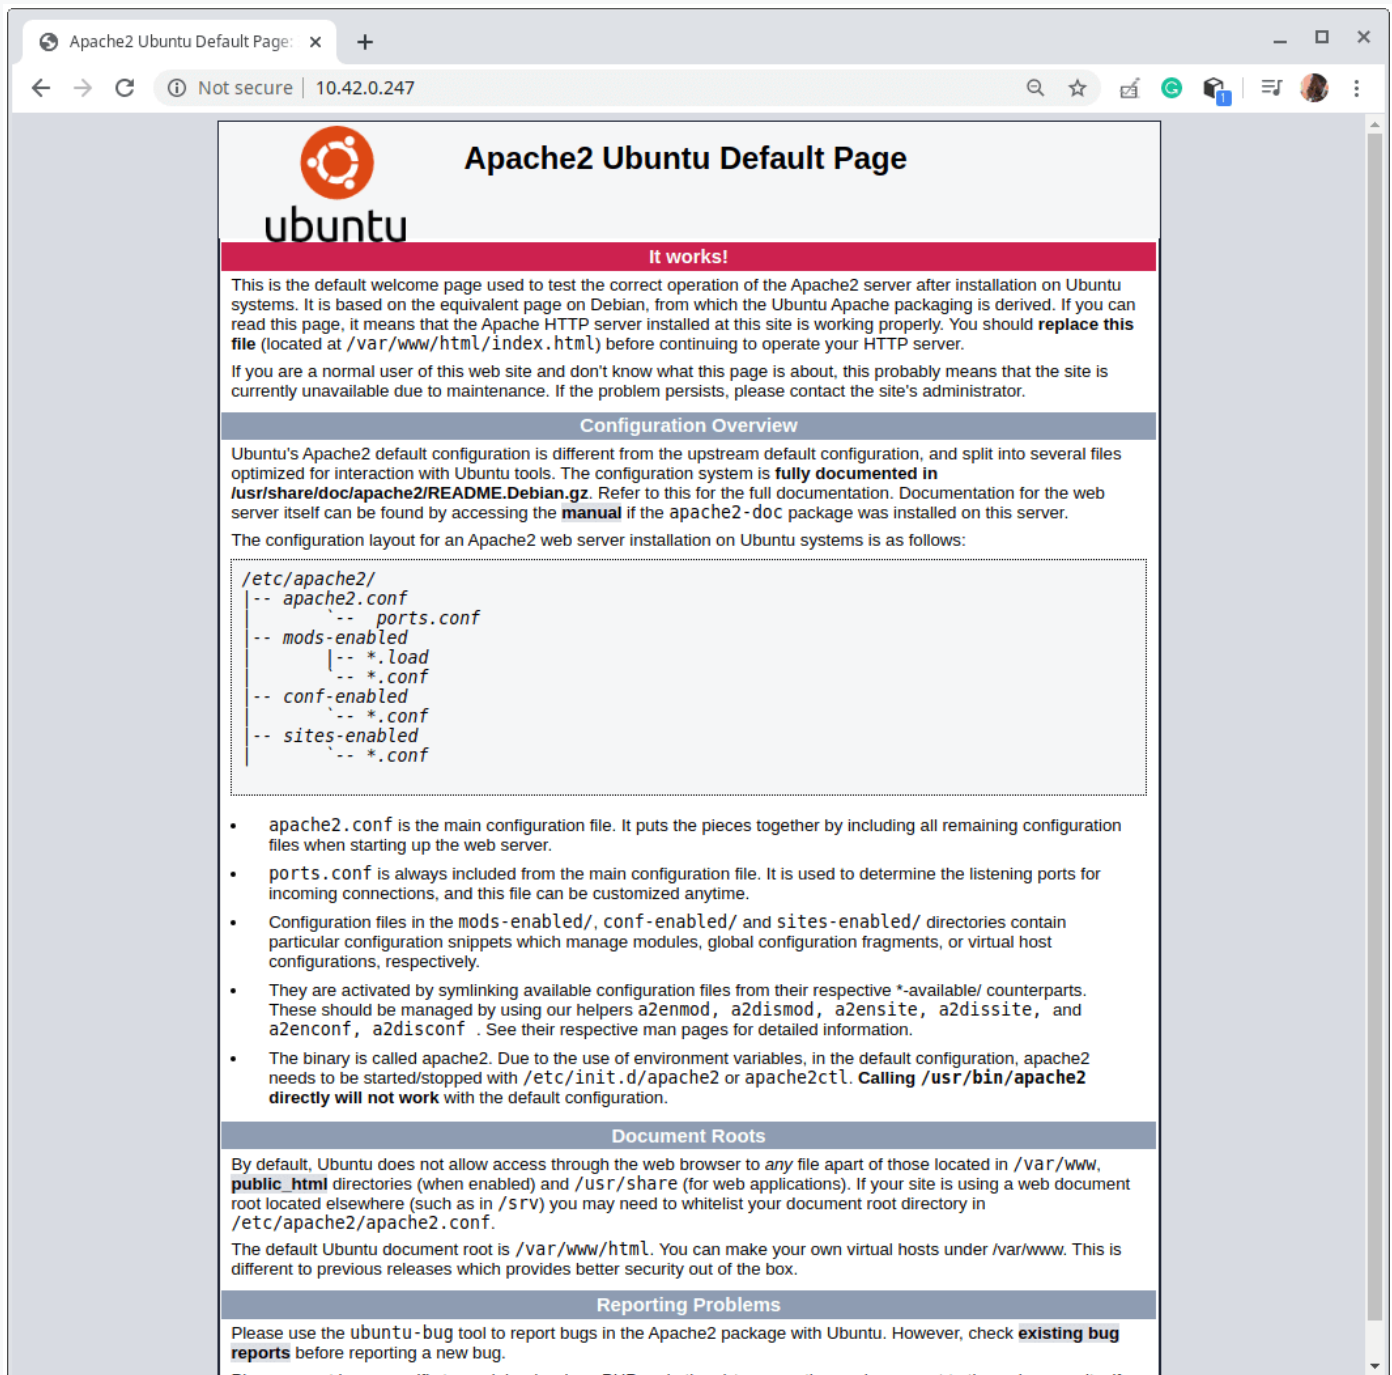 Apache2 Ubuntu Default Page:
Not secure
10.42.0.247
1
ubuntu
Apache2 Ubuntu Default Page
It works!
This is the default welcome page used to test the correct operation of the Apache2 server after installation on Ubuntu
systems. It is based on the equivalent page on Debian, from which the Ubuntu Apache packaging is derived. If you can
read this page, it means that the Apache HTTP server installed at this site is working properly. You should replace this
file (located at /var/www/html/index.html) before continuing to operate your HTTP server.
If you are a normal user of this web site and don't know what this page is about, this probably means that the site is
currently unavailable due to maintenance. If the problem persists, please contact the site's administrator.
Configuration Overview
Ubuntu's Apache2 default configuration is different from the upstream default configuration, and split into several files
optimized for interaction with Ubuntu tools. The configuration system is fully documented in
/usr/share/doc/apache2/README.Debian.gz. Refer to this for the full documentation. Documentation for the web
server itself can be found by accessing the manual if the apache2-doc package was installed on this server.
The configuration layout for an Apache2 web server installation on Ubuntu systems is as follows:
/etc/apache2/
|-- apache2.conf
|       `--  ports.conf
|-- mods-enabled
|       |-- *.load
|       `-- *.conf
|-- conf-enabled
|       `-- *.conf
|-- sites-enabled
|       `-- *.conf
• apache2.conf is the main configuration file. It puts the pieces together by including all remaining configuration
files when starting up the web server.
• ports.conf is always included from the main configuration file. It is used to determine the listening ports for
incoming connections, and this file can be customized anytime.
• Configuration files in the mods-enabled/, conf-enabled/ and sites-enabled/ directories contain
particular configuration snippets which manage modules, global configuration fragments, or virtual host
configurations, respectively.
• They are activated by symlinking available configuration files from their respective *-available/ counterparts.
These should be managed by using our helpers a2enmod, a2dismod, a2ensite, a2dissite, and
a2enconf, a2disconf . See their respective man pages for detailed information.
• The binary is called apache2. Due to the use of environment variables, in the default configuration, apache2
needs to be started/stopped with /etc/init.d/apache2 or apache2ctl. Calling /usr/bin/apache2
directly will not work with the default configuration.
Document Roots
By default, Ubuntu does not allow access through the web browser to any file apart of those located in /var/www,
public_html directories (when enabled) and /usr/share (for web applications). If your site is using a web document
root located elsewhere (such as in /srv) you may need to whitelist your document root directory in
/etc/apache2/apache2.conf.
The default Ubuntu document root is /var/www/html. You can make your own virtual hosts under /var/www. This is
different to previous releases which provides better security out of the box.
Reporting Problems
Please use the ubuntu-bug tool to report bugs in the Apache2 package with Ubuntu. However, check existing bug
reports before reporting a new bug.